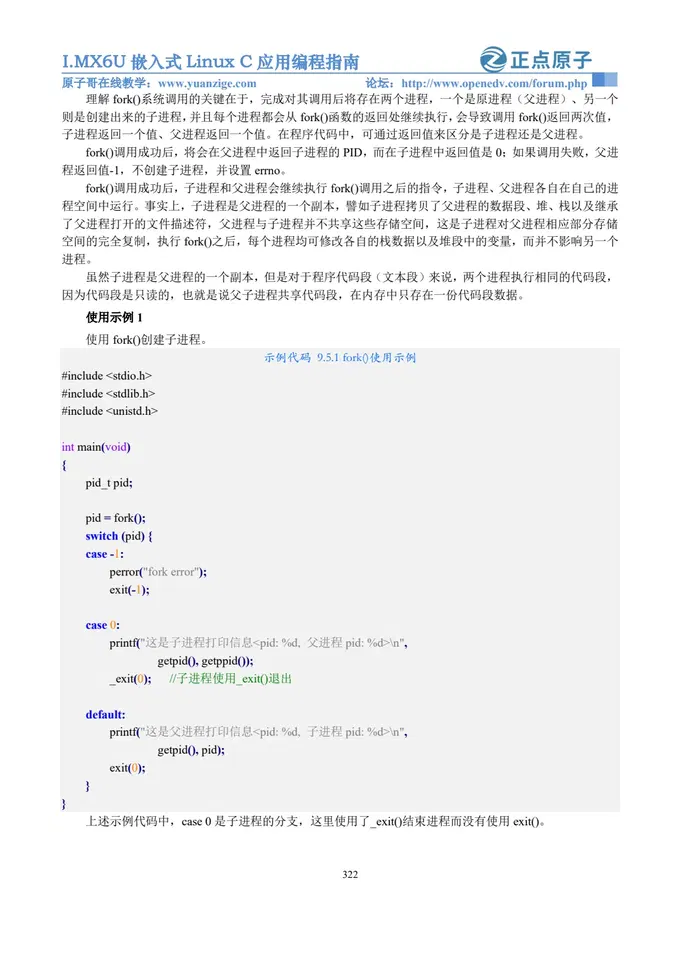 I.MX6U 嵌入式 Linux C 应用编程指南
正点原子
原子哥在线教学：www.yuanzige.com 论坛：http://www.openedv.com/forum.php
理解 fork()系统调用的关键在于，完成对其调用后将存在两个进程，一个是原进程（父进程）、另一个
则是创建出来的子进程，并且每个进程都会从 fork()函数的返回处继续执行，会导致调用 fork()返回两次值，
子进程返回一个值、父进程返回一个值。在程序代码中，可通过返回值来区分是子进程还是父进程。
fork()调用成功后，将会在父进程中返回子进程的 PID，而在子进程中返回值是 0；如果调用失败，父进
程返回值-1，不创建子进程，并设置 errno。
fork()调用成功后，子进程和父进程会继续执行 fork()调用之后的指令，子进程、父进程各自在自己的进
程空间中运行。事实上，子进程是父进程的一个副本，譬如子进程拷贝了父进程的数据段、堆、栈以及继承
了父进程打开的文件描述符，父进程与子进程并不共享这些存储空间，这是子进程对父进程相应部分存储
空间的完全复制，执行 fork()之后，每个进程均可修改各自的栈数据以及堆段中的变量，而并不影响另一个
进程。
虽然子进程是父进程的一个副本，但是对于程序代码段（文本段）来说，两个进程执行相同的代码段，
因为代码段是只读的，也就是说父子进程共享代码段，在内存中只存在一份代码段数据。
使用示例 1
使用 fork()创建子进程。
示例代码 9.5.1 fork()使用示例
#include <stdio.h>
#include <stdlib.h>
#include <unistd.h>
int main(void)
{
pid_t pid;
pid = fork();
switch (pid) {
case -1:
perror("fork error");
exit(-1);
case 0:
printf("这是子进程打印信息<pid: %d, 父进程 pid: %d>\n",
getpid(), getppid());
_exit(0); //子进程使用_exit()退出
default:
printf("这是父进程打印信息<pid: %d, 子进程 pid: %d>\n",
getpid(), pid);
exit(0);
}
}
上述示例代码中，case 0 是子进程的分支，这里使用了_exit()结束进程而没有使用 exit()。
322